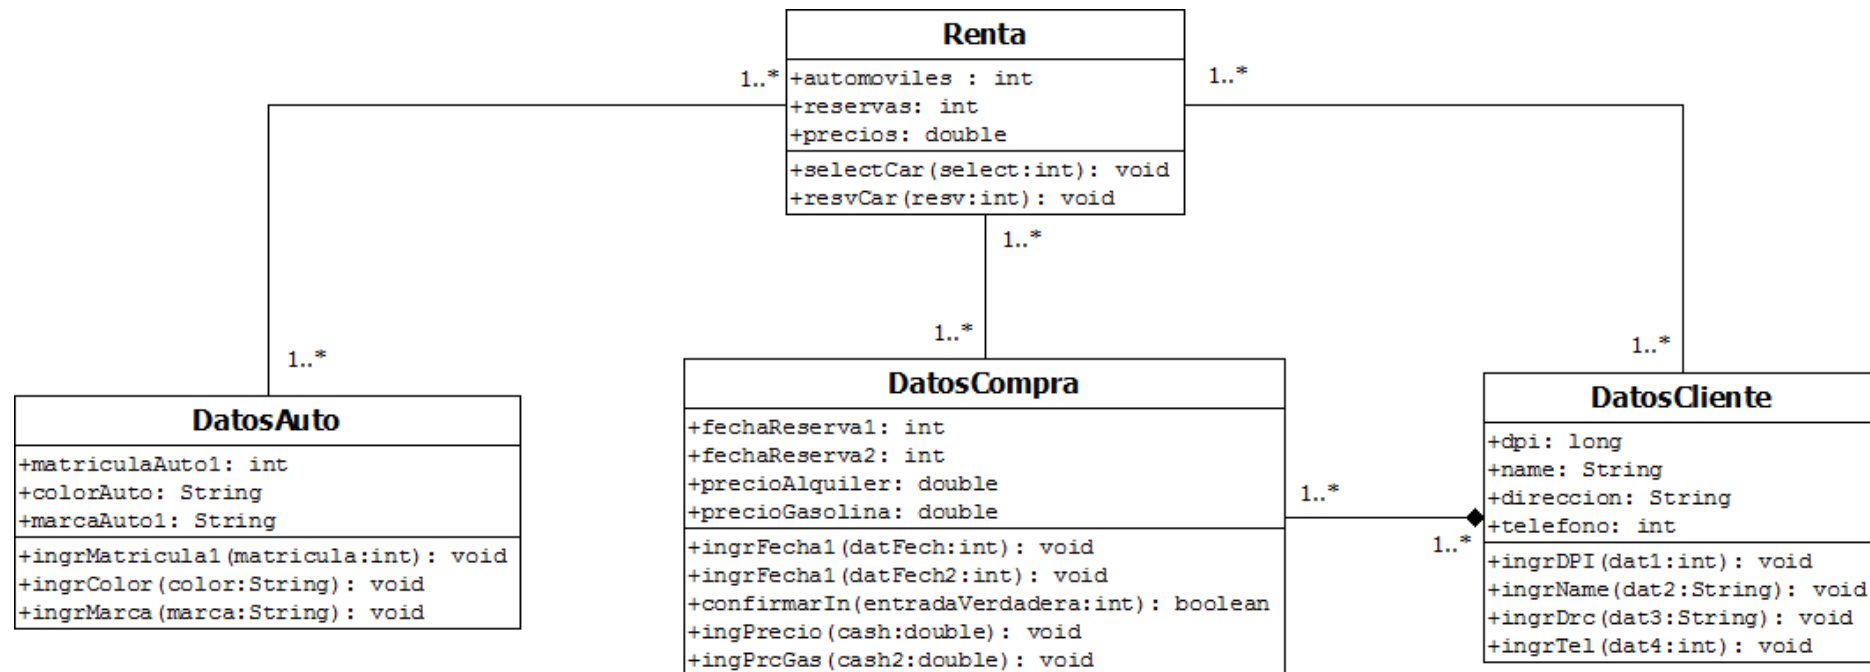 Renta
+automoviles : int
+reservas: int
+precios: double
+selectCar(select:int): void
+resvCar(resv:int): void
1..*
1..*
1..*
1..*
1..*
1..*
DatosAuto
+matriculaAuto1: int
+colorAuto: String
+marcaAuto1: String
+ingrMatricula1(matricula:int): void
+ingrColor(color:String): void
+ingrMarca(marca:String): void
DatosCompra
+fechaReserva1: int
+fechaReserva2: int
+precioAlquiler: double
+precioGasolina: double
+ingrFecha1(datFech:int): void
+ingrFecha1(datFech2:int): void
+confirmarIn(entradaVerdadera:int): boolean
+ingPrecio(cash:double): void
+ingPrcGas(cash2:double): void
1..*
1..*
DatosCliente
+dpi: long
+name: String
+direccion: String
+telefono: int
+ingrDPI(dat1:int): void
+ingrName(dat2:String): void
+ingrDrc(dat3:String): void
+ingrTel(dat4:int): void